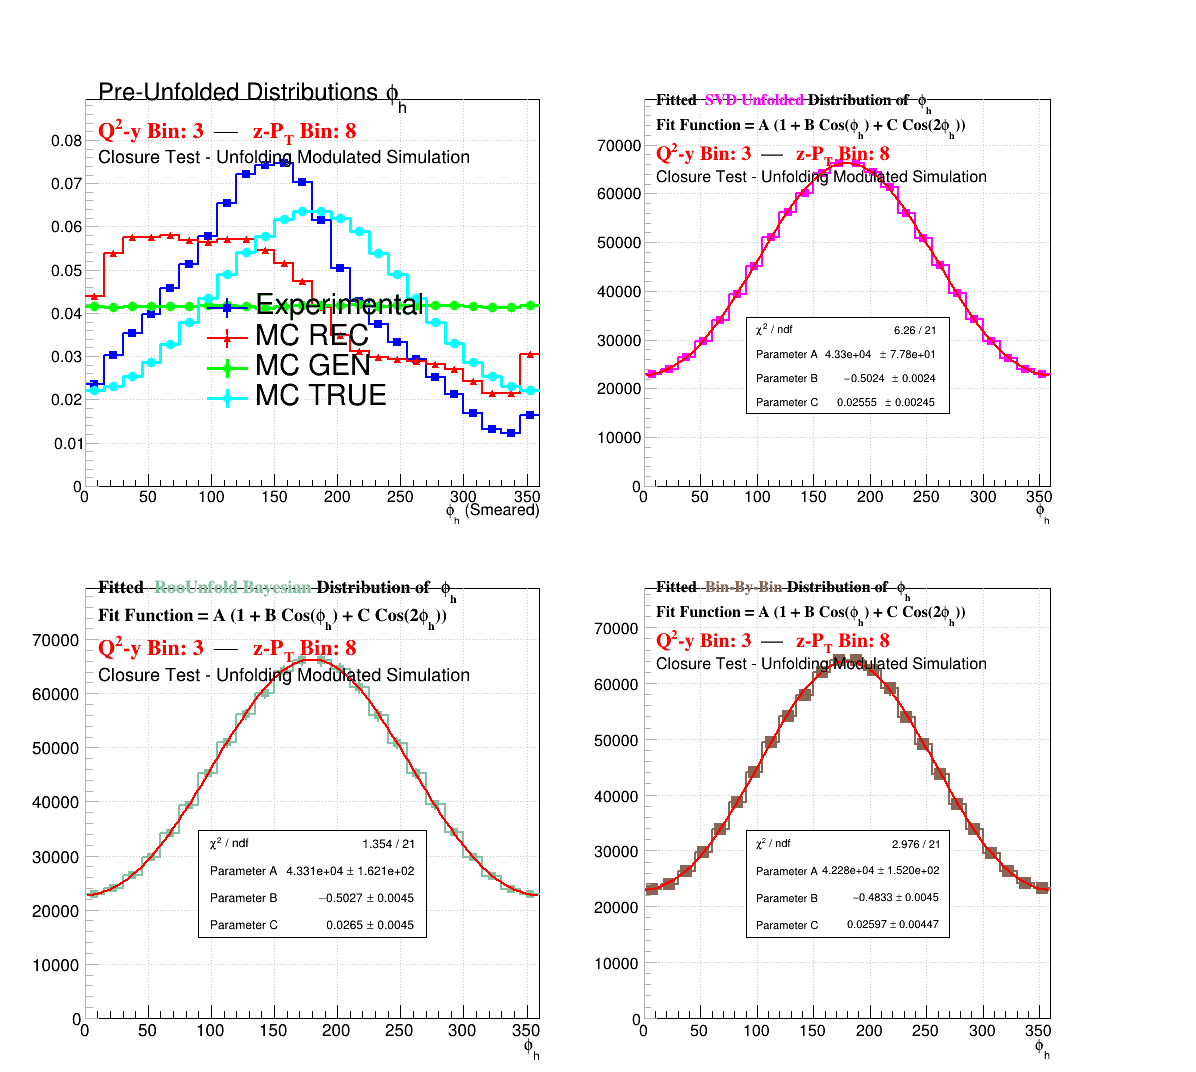 Pre-Unfolded Distributions ϕh
Q²-y Bin: 3 — z-PT Bin: 8
Closure Test - Unfolding Modulated Simulation
0.08
0.07
0.06
0.05
0.04
0.03
0.02
0.01
0
Experimental
MC REC
MC GEN
MC TRUE
0 50 100 150 200 250 300 350
ϕh (Smeared)
Fitted SVD Unfolded Distribution of ϕh
Fit Function = A (1 + B Cos(ϕh) + C Cos(2ϕh))
Q²-y Bin: 3 — z-PT Bin: 8
Closure Test - Unfolding Modulated Simulation
70000
60000
50000
40000
30000
20000
10000
0
χ² / ndf 6.26 / 21
Parameter A 4.33e+04 ± 7.78e+01
Parameter B −0.5024 ± 0.0024
Parameter C 0.02555 ± 0.00245
0 50 100 150 200 250 300 350
ϕh
Fitted RooUnfold Bayesian Distribution of ϕh
Fit Function = A (1 + B Cos(ϕh) + C Cos(2ϕh))
Q²-y Bin: 3 — z-PT Bin: 8
Closure Test - Unfolding Modulated Simulation
70000
60000
50000
40000
30000
20000
10000
0
χ² / ndf 1.354 / 21
Parameter A 4.331e+04 ± 1.621e+02
Parameter B −0.5027 ± 0.0045
Parameter C 0.0265 ± 0.0045
0 50 100 150 200 250 300 350
ϕh
Fitted Bin-By-Bin Distribution of ϕh
Fit Function = A (1 + B Cos(ϕh) + C Cos(2ϕh))
Q²-y Bin: 3 — z-PT Bin: 8
Closure Test - Unfolding Modulated Simulation
70000
60000
50000
40000
30000
20000
10000
0
χ² / ndf 2.976 / 21
Parameter A 4.228e+04 ± 1.520e+02
Parameter B −0.4833 ± 0.0045
Parameter C 0.02597 ± 0.00447
0 50 100 150 200 250 300 350
ϕh